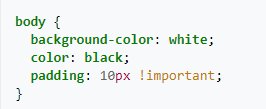 body {
  background-color: white;
  color: black;
  padding: 10px !important;
}